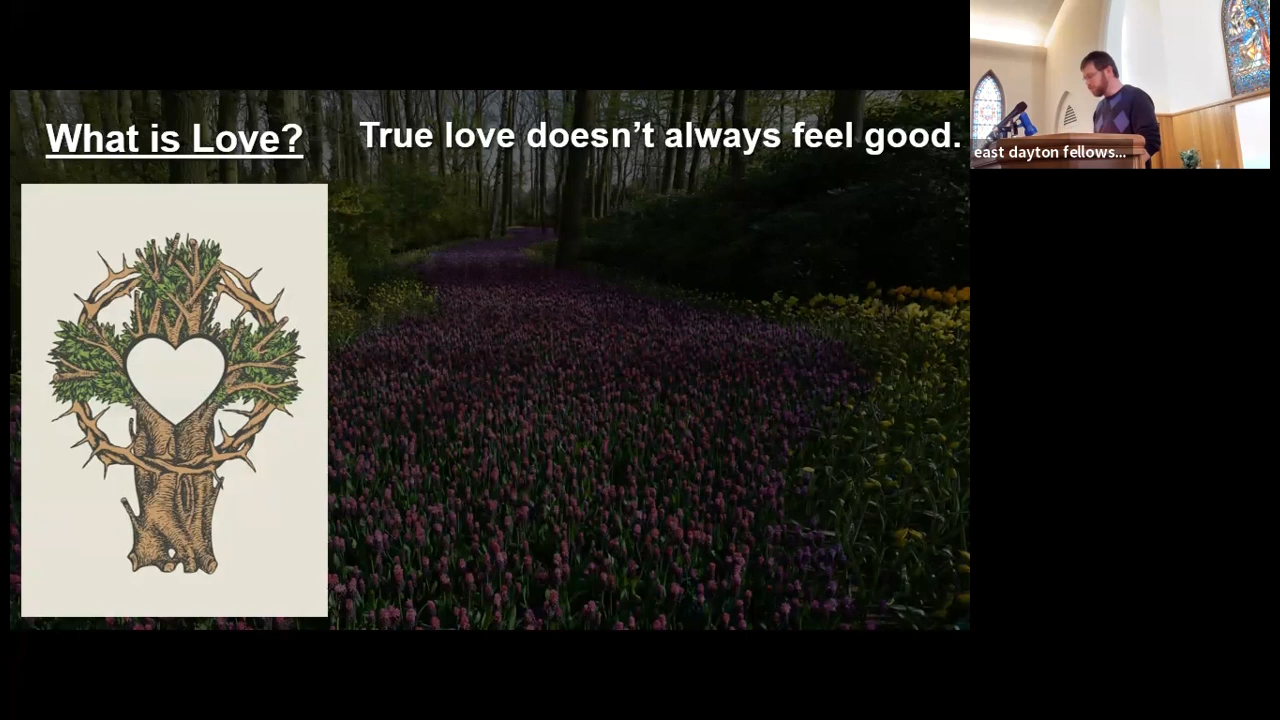 What is Love?
True love doesn’t always feel good.
east dayton fellows...